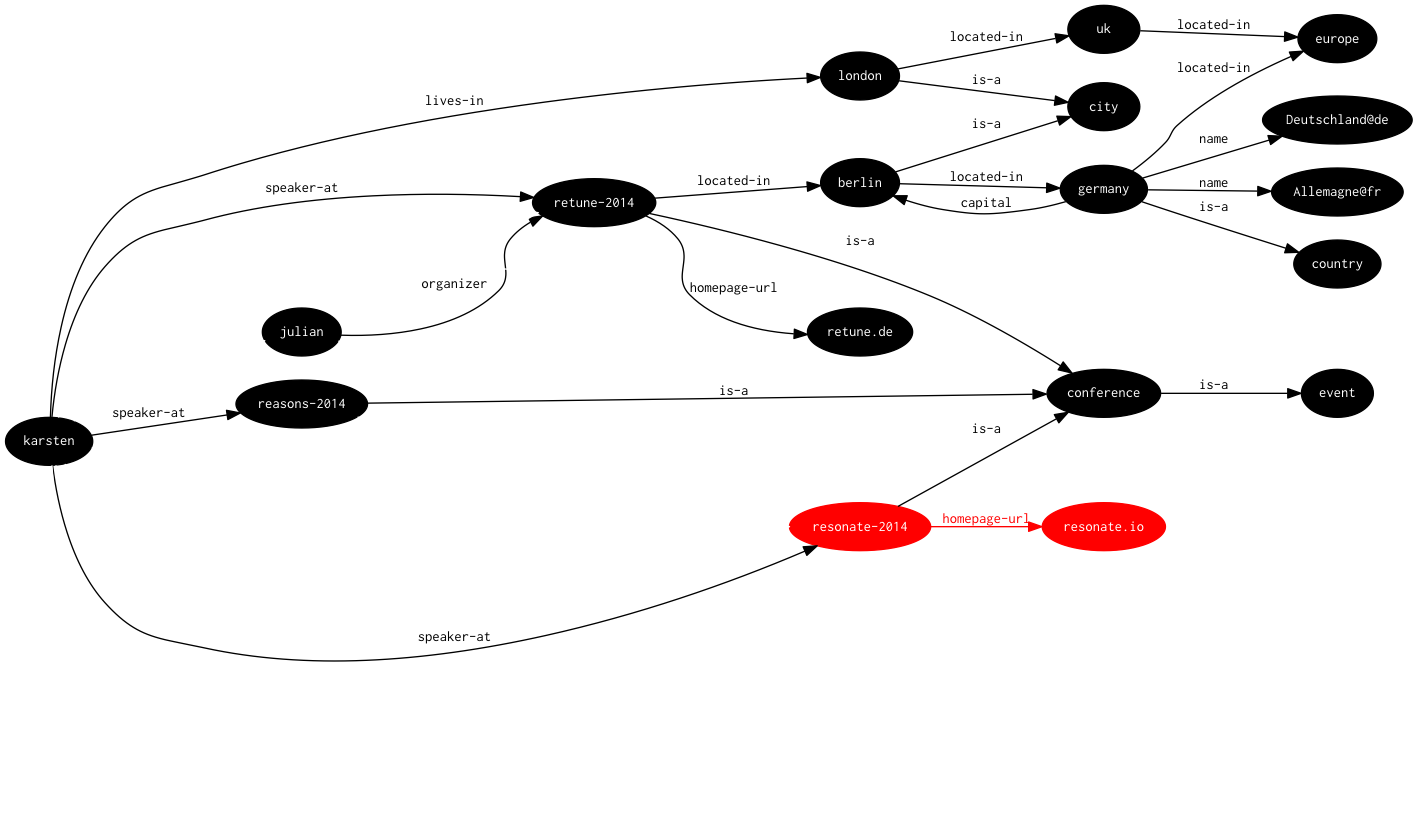 uk
located-in
europe
located-in
london
located-in
is-a
lives-in
city
Deutschland@de
is-a
name
located-in
berlin
located-in
germany
name
Allemagne@fr
speaker-at
retune-2014
capital
is-a
is-a
country
organizer
homepage-url
julian
retune.de
is-a
is-a
conference
event
reasons-2014
speaker-at
is-a
karsten
homepage-url
resonate-2014
resonate.io
speaker-at